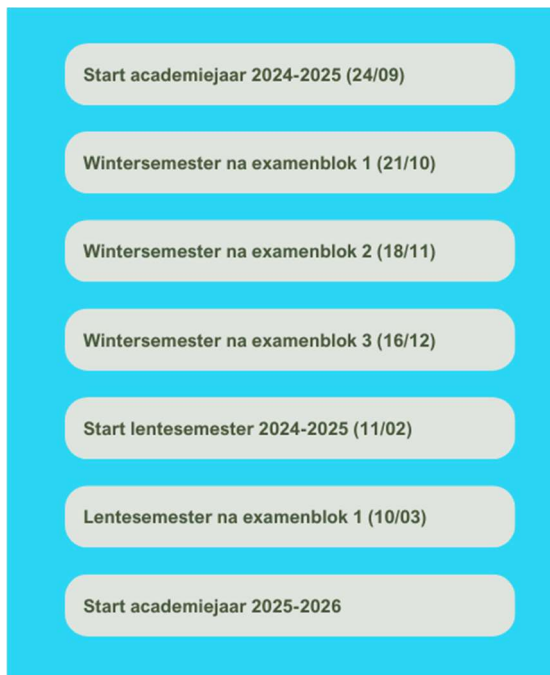 Start academiejaar 2024-2025 (24/09)
Wintersemester na examenblok 1 (21/10)
Wintersemester na examenblok 2 (18/11)
Wintersemester na examenblok 3 (16/12)
Start lentesemester 2024-2025 (11/02)
Lentesemester na examenblok 1 (10/03)
Start academiejaar 2025-2026